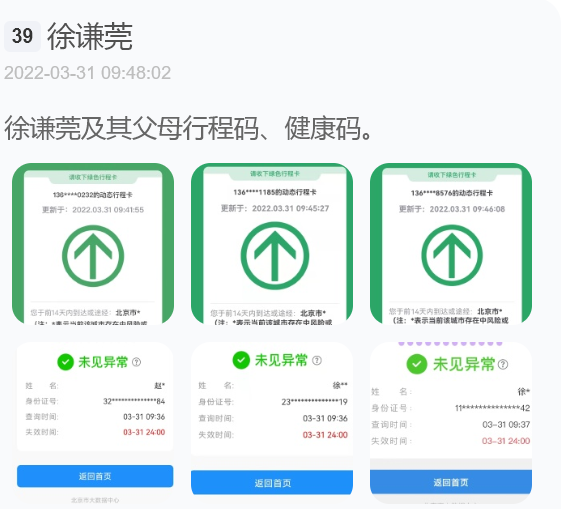 39 徐谦莞
2022-03-31 09:48:02
徐谦莞及其父母行程码、健康码。
请收下绿色行程卡
130****0232的动态行程卡
更新于：2022.03.31 09:41:55
您于前14天内到达或途经：北京市*
(注：*表示当前该城市存在中风险或
请收下绿色行程卡
136****1185的动态行程卡
更新于：2022.03.31 09:45:27
您于前14天内到达或途经：北京市*
(注：*表示当前该城市存在中风险或
请收下绿色行程卡
136****8576的动态行程卡
更新于：2022.03.31 09:46:08
您于前14天内到达或途经：北京市*
(注：*表示当前该城市存在中风险或
未见异常
姓 名： 赵*
身份证号： 32**************84
查询时间： 03-31 09:36
失效时间： 03-31 24:00
返回首页
北京市大数据中心
未见异常
姓 名： 徐**
身份证号： 23**************19
查询时间： 03-31 09:36
失效时间： 03-31 24:00
返回首页
未见异常
姓 名： 徐*
身份证号： 11**************42
查询时间： 03-31 09:37
失效时间： 03-31 24:00
返回首页